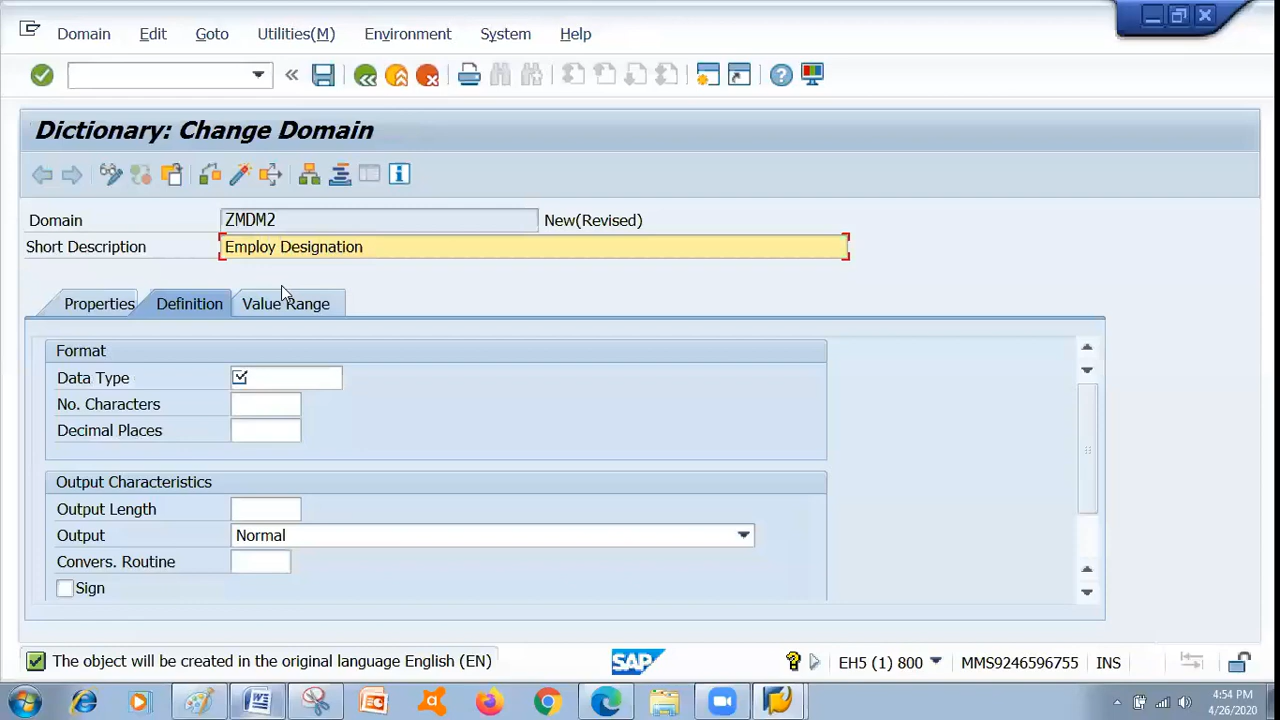 Domain Edit Goto Utilities(M) Environment System Help
Dictionary: Change Domain
Domain ZMDM2 New(Revised)
Short Description Employ Designation
Properties Definition Value Range
Format
Data Type
No. Characters
Decimal Places
Output Characteristics
Output Length
Output Normal
Convers. Routine
Sign
The object will be created in the original language English (EN) SAP EH5 (1) 800 MMS9246596755 INS
4:54 PM
4/26/2020